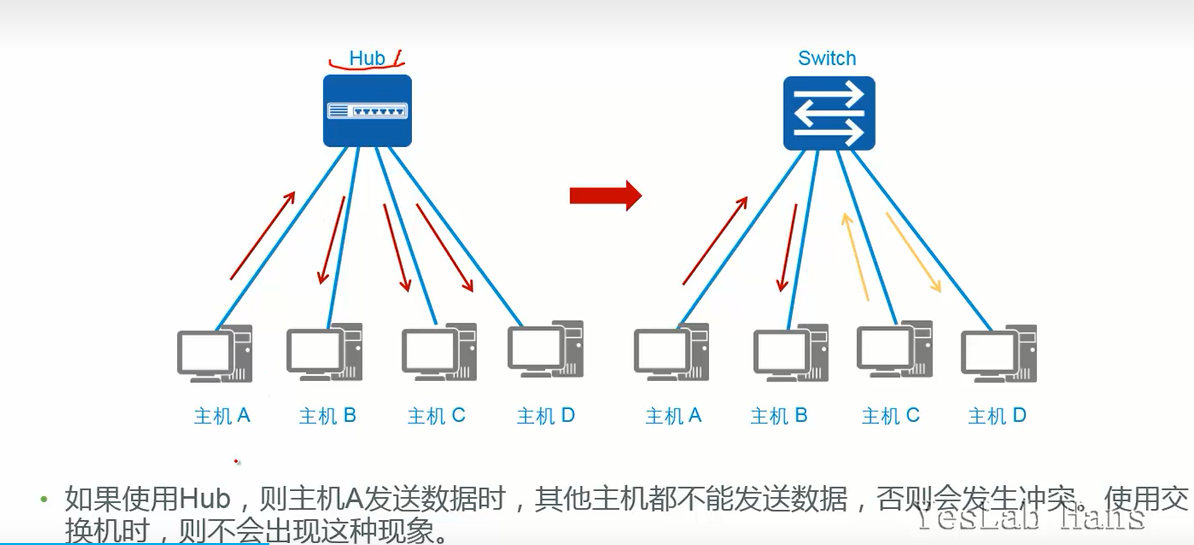 Hub
Switch
主机 A
主机 B
主机 C
主机 D
主机 A
主机 B
主机 C
主机 D
• 如果使用Hub，则主机A发送数据时，其他主机都不能发送数据，否则会发生冲突。使用交
换机时，则不会出现这种现象。
YesLab Hans